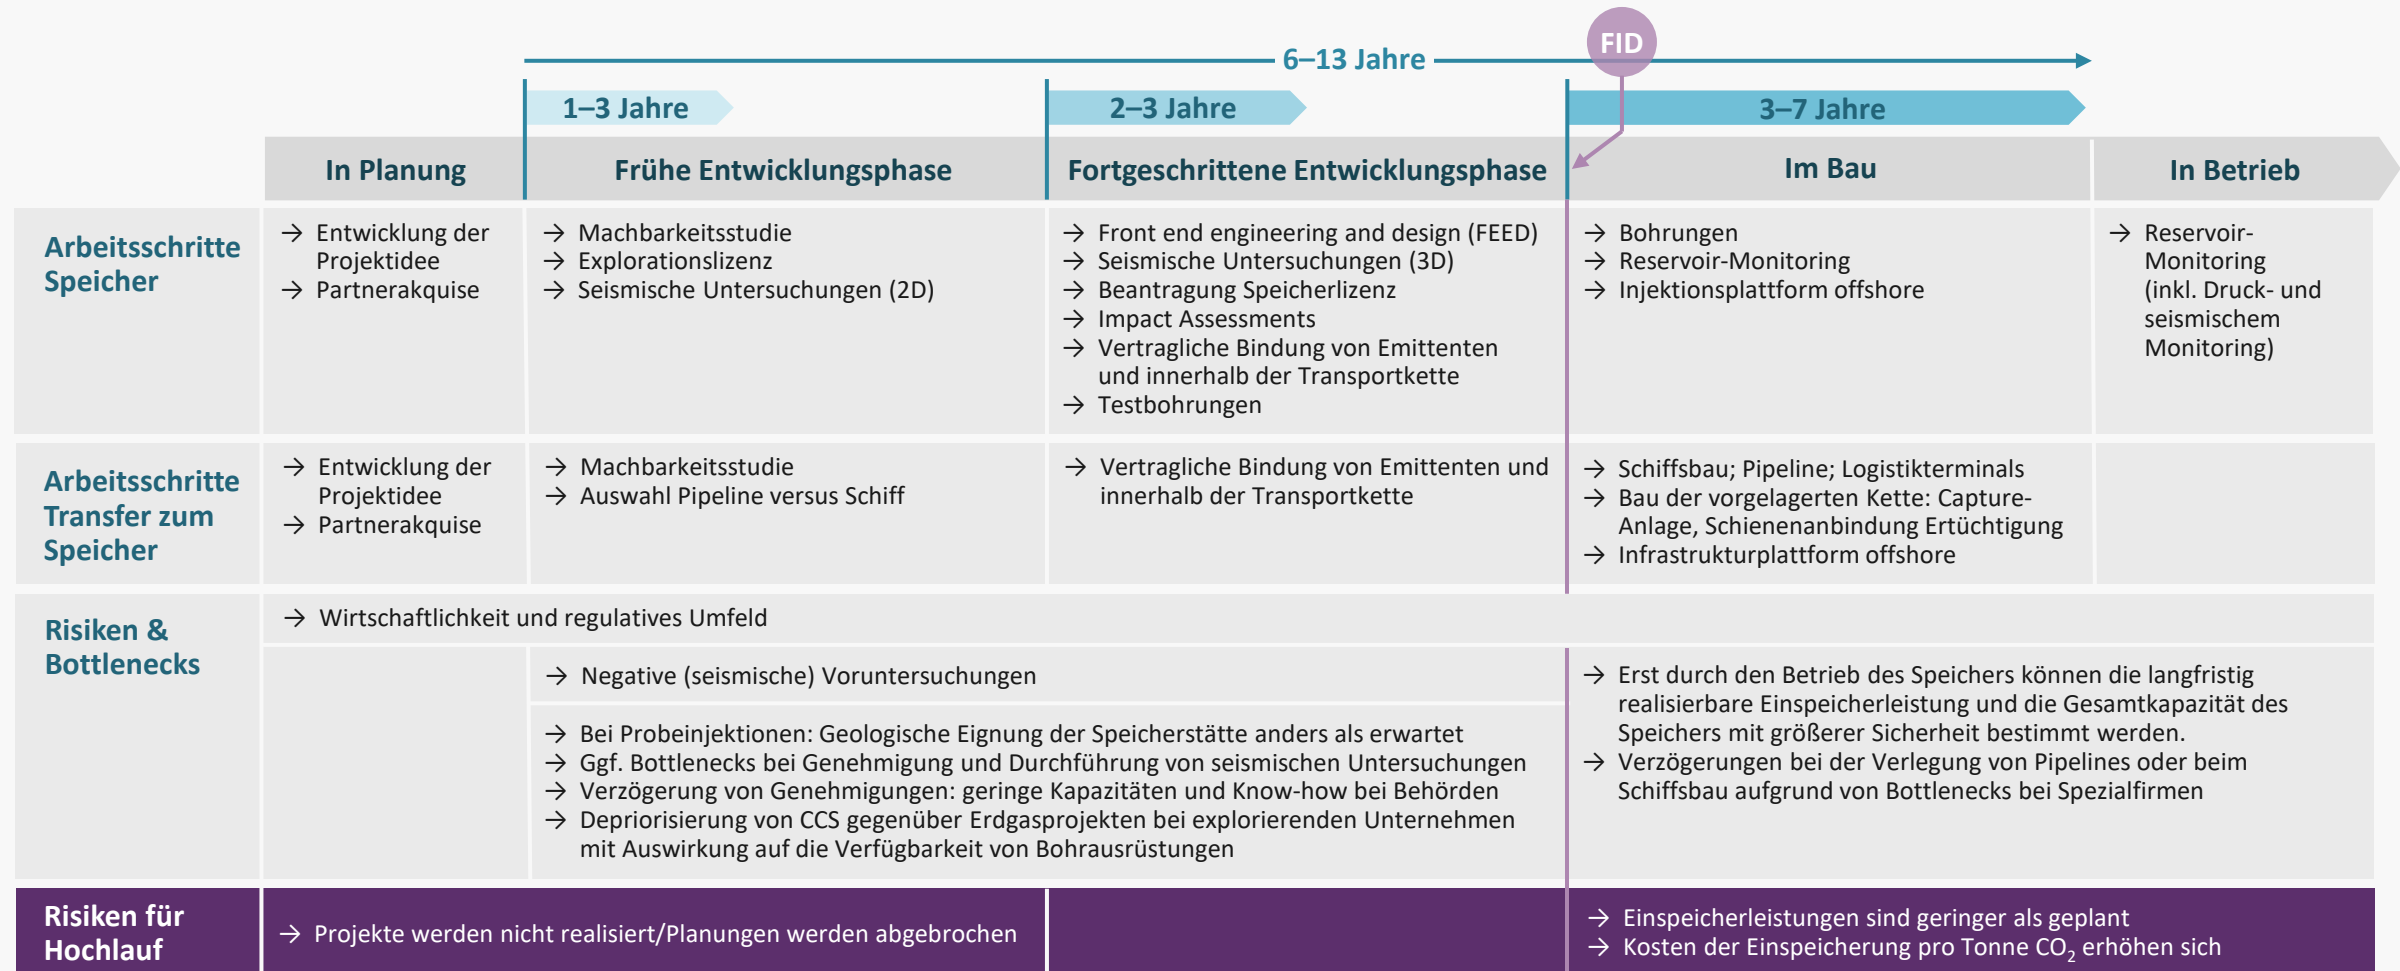 FID
6–13 Jahre
1–3 Jahre
2–3 Jahre
3–7 Jahre
In Planung
Frühe Entwicklungsphase
Fortgeschrittene Entwicklungsphase
Im Bau
In Betrieb
Arbeitsschritte
Speicher
→ Entwicklung der
Projektidee
→ Partnerakquise
→ Machbarkeitsstudie
→ Explorationslizenz
→ Seismische Untersuchungen (2D)
→ Front end engineering and design (FEED)
→ Seismische Untersuchungen (3D)
→ Beantragung Speicherlizenz
→ Impact Assessments
→ Vertragliche Bindung von Emittenten
und innerhalb der Transportkette
→ Testbohrungen
→ Bohrungen
→ Reservoir-Monitoring
→ Injektionsplattform offshore
→ Reservoir-
Monitoring
(inkl. Druck- und
seismischem
Monitoring)
Arbeitsschritte
Transfer zum
Speicher
→ Entwicklung der
Projektidee
→ Partnerakquise
→ Machbarkeitsstudie
→ Auswahl Pipeline versus Schiff
→ Vertragliche Bindung von Emittenten und
innerhalb der Transportkette
→ Schiffsbau; Pipeline; Logistikterminals
→ Bau der vorgelagerten Kette: Capture-
Anlage, Schienenanbindung Ertüchtigung
→ Infrastrukturplattform offshore
Risiken &
Bottlenecks
→ Wirtschaftlichkeit und regulatives Umfeld
→ Negative (seismische) Voruntersuchungen
→ Bei Probeinjektionen: Geologische Eignung der Speicherstätte anders als erwartet
→ Ggf. Bottlenecks bei Genehmigung und Durchführung von seismischen Untersuchungen
→ Verzögerung von Genehmigungen: geringe Kapazitäten und Know-how bei Behörden
→ Depriorisierung von CCS gegenüber Erdgasprojekten bei explorierenden Unternehmen
mit Auswirkung auf die Verfügbarkeit von Bohrausrüstungen
→ Erst durch den Betrieb des Speichers können die langfristig
realisierbare Einspeicherleistung und die Gesamtkapazität des
Speichers mit größerer Sicherheit bestimmt werden.
→ Verzögerungen bei der Verlegung von Pipelines oder beim
Schiffsbau aufgrund von Bottlenecks bei Spezialfirmen
Risiken für
Hochlauf
→ Projekte werden nicht realisiert/Planungen werden abgebrochen
→ Einspeicherleistungen sind geringer als geplant
→ Kosten der Einspeicherung pro Tonne CO₂ erhöhen sich